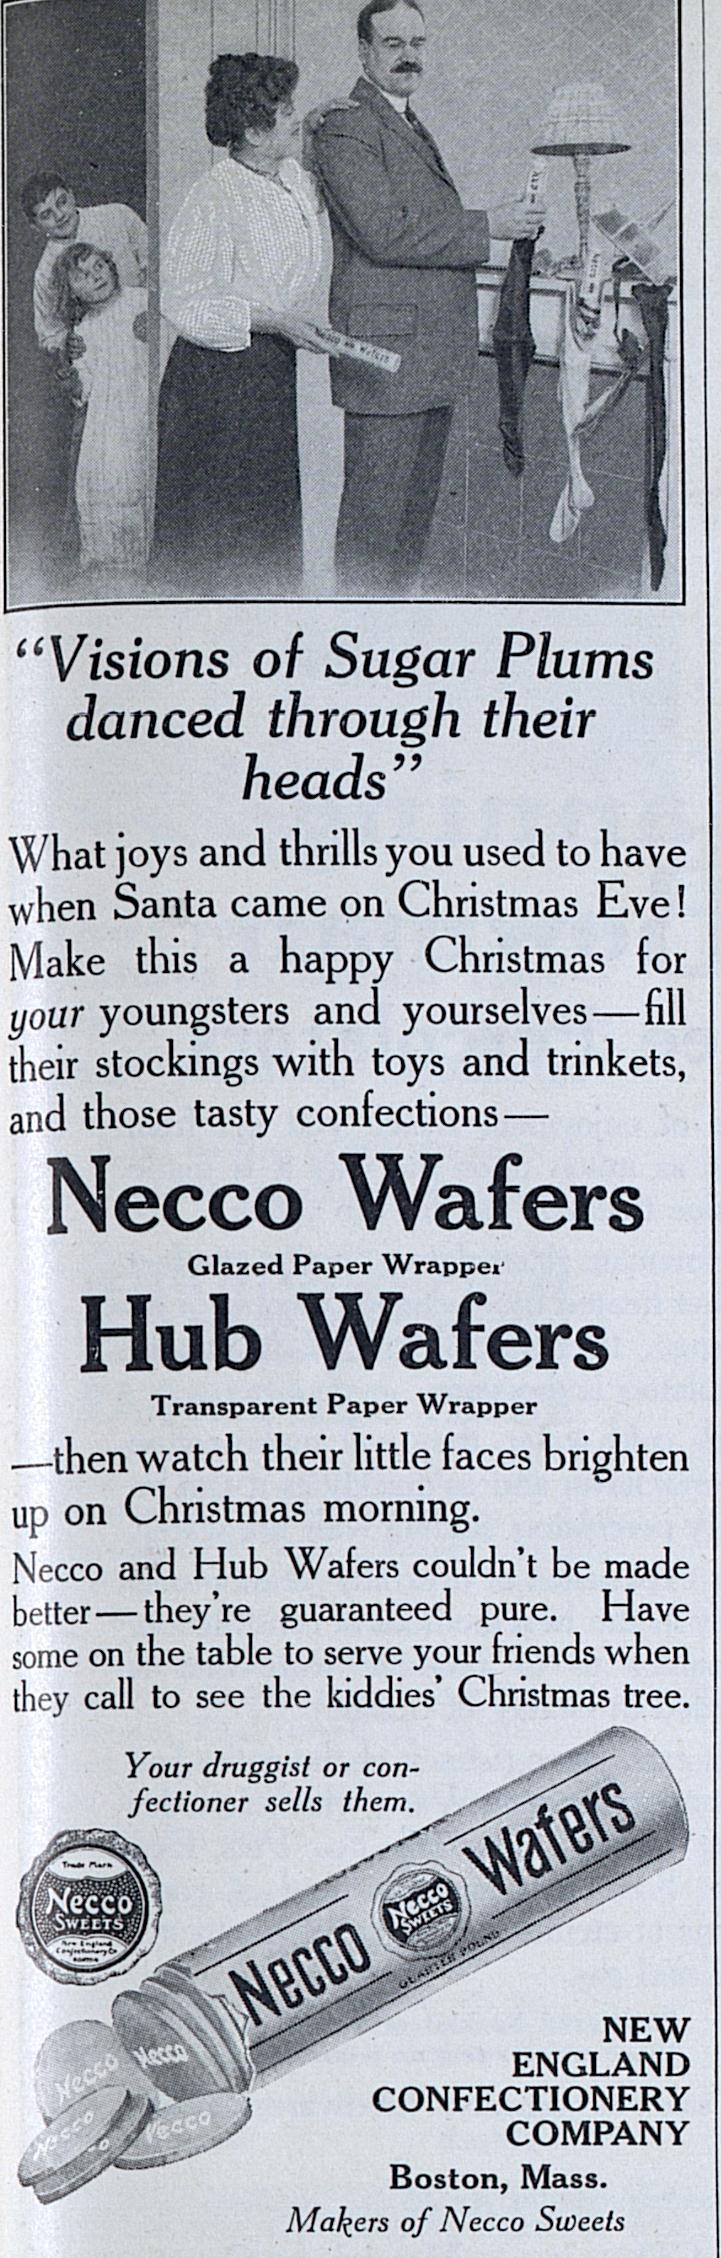 NECCO WAFERS
"Visions of Sugar Plums
danced through their
heads"
What joys and thrills you used to have
when Santa came on Christmas Eve!
Make this a happy Christmas for
your youngsters and yourselves—fill
their stockings with toys and trinkets,
and those tasty confections—
Necco Wafers
Glazed Paper Wrapper
Hub Wafers
Transparent Paper Wrapper
—then watch their little faces brighten
up on Christmas morning.
Necco and Hub Wafers couldn't be made
better—they're guaranteed pure. Have
some on the table to serve your friends when
they call to see the kiddies' Christmas tree.
Your druggist or con-
fectioner sells them.
Trade Mark
Necco
SWEETS
New England
Confectionery Co
BOSTON
Necco
Necco
SWEETS
Wafers
QUARTER POUND
Necco
Necco
Necco
Necco
NEW
ENGLAND
CONFECTIONERY
COMPANY
Boston, Mass.
Makers of Necco Sweets